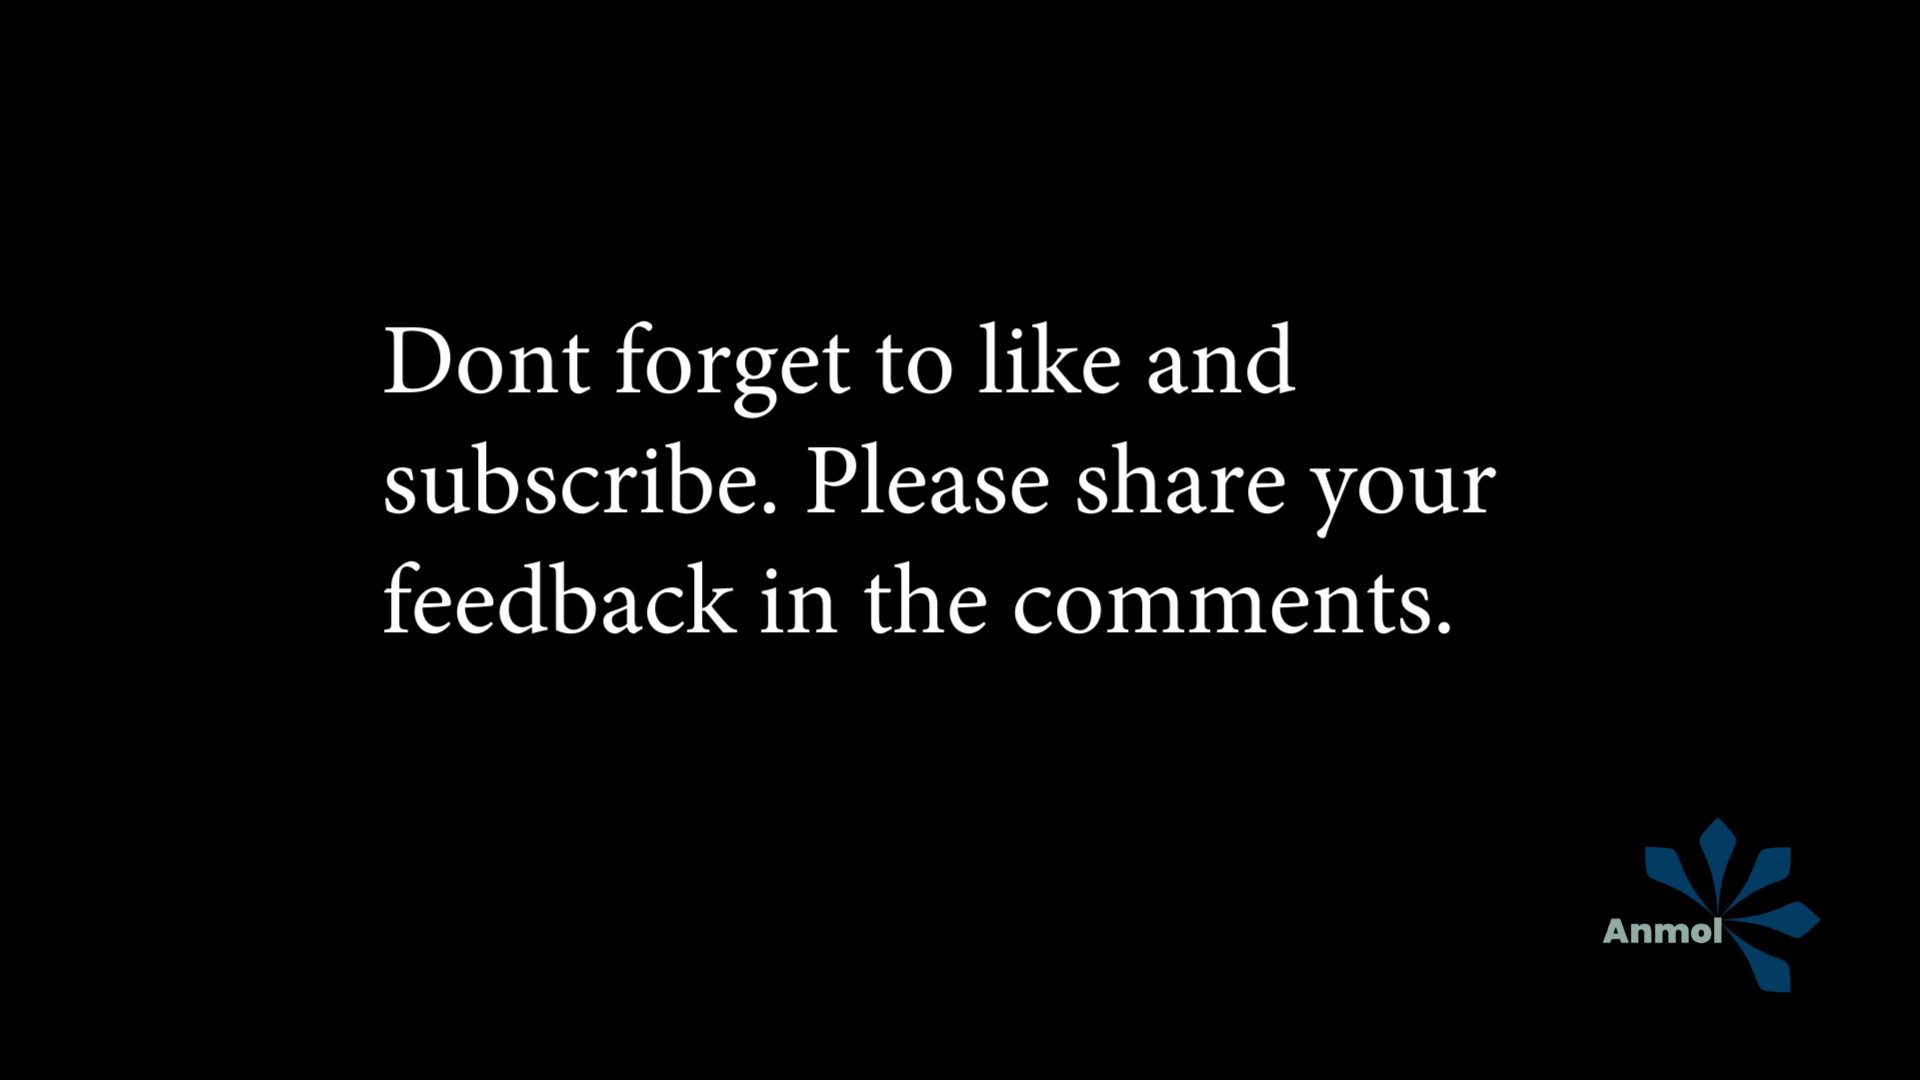 Dont forget to like and
subscribe. Please share your
feedback in the comments.
Anmol